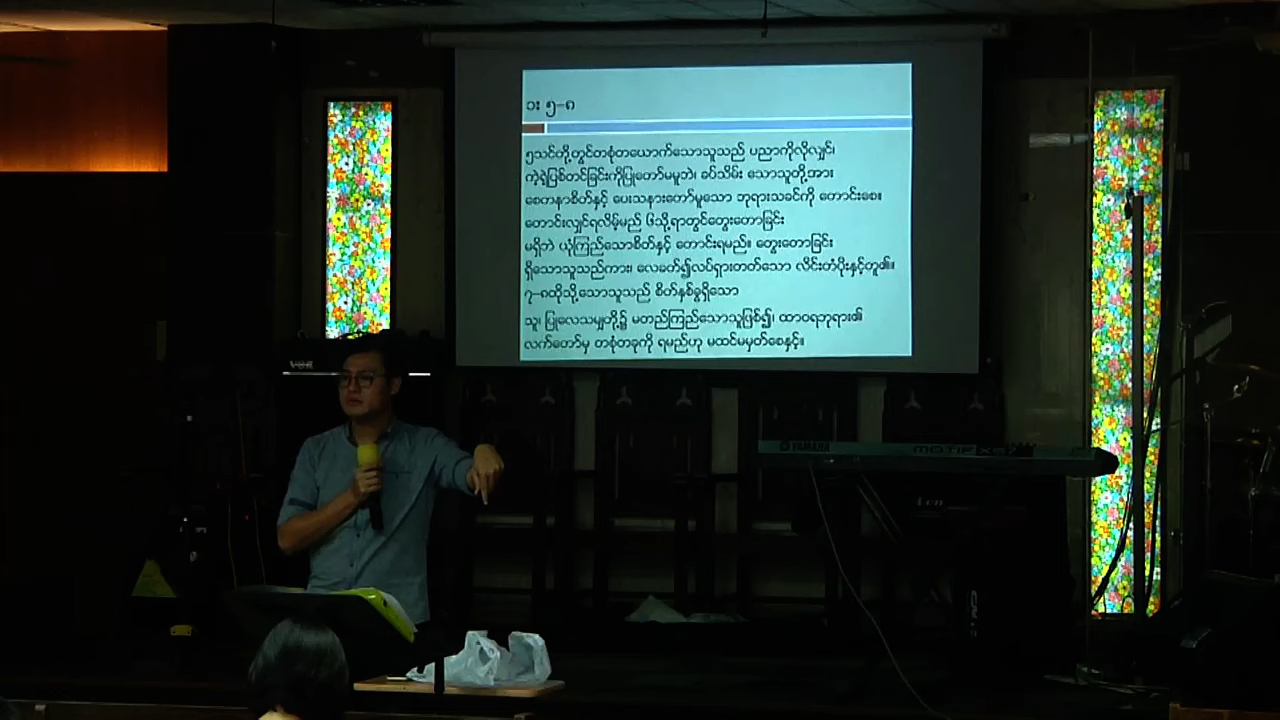 ၁း ၅-၈
၅သင်တို့တွင်တစုံတယောက်သောသူသည် ပညာကိုလိုလျှင်၊
ကဲ့ရဲ့ပြစ်တင်ခြင်းကိုပြုတော်မမူဘဲ၊ ခပ်သိမ်း သောသူတို့အား
စေတနာစိတ်နှင့် ပေးသနားတော်မူသော ဘုရားသခင်ကို တောင်းစေ။
တောင်းလျှင်ရလိမ့်မည် ၆သို့ရာတွင်တွေးတောခြင်း
မရှိဘဲ ယုံကြည်သောစိတ်နှင့် တောင်းရမည်။ တွေးတောခြင်း
ရှိသောသူသည်ကား၊ လေခတ်၍လပ်ရှားတတ်သော လိင်းတံပိုးနှင့်တူ၏။
၇-၈ထိုသို့သောသူသည် စိတ်နှစ်ခွရှိသော
သူ၊ ပြုလေသမျှတို့၌ မတည်ကြည်သောသူဖြစ်၍၊ ထာဝရဘုရား၏
လက်တော်မှ တစုံတခုကို ရမည်ဟု မထင်မမှတ်စေနှင့်။
VOX
YAMAHA
MOTIF